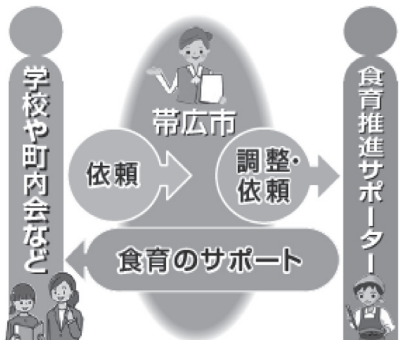 学校や町内会など
帯広市
依頼
調整・
依頼
食育のサポート
食育推進サポーター